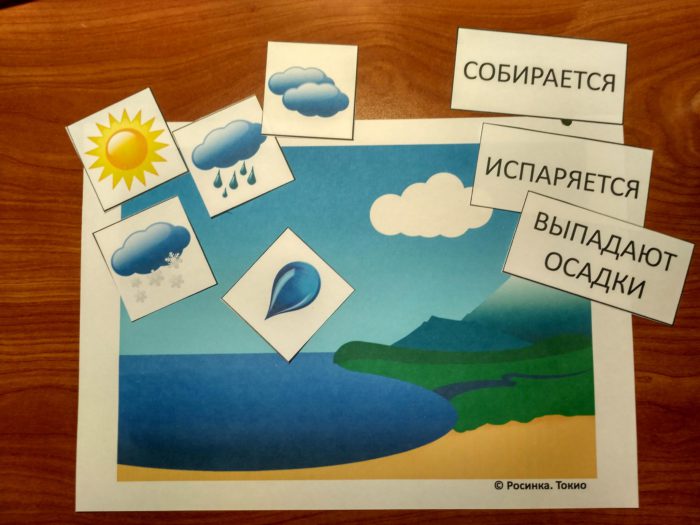 СОБИРАЕТСЯ
ИСПАРЯЕТСЯ
ВЫПАДАЮТ
ОСАДКИ
© Росинка. Токио